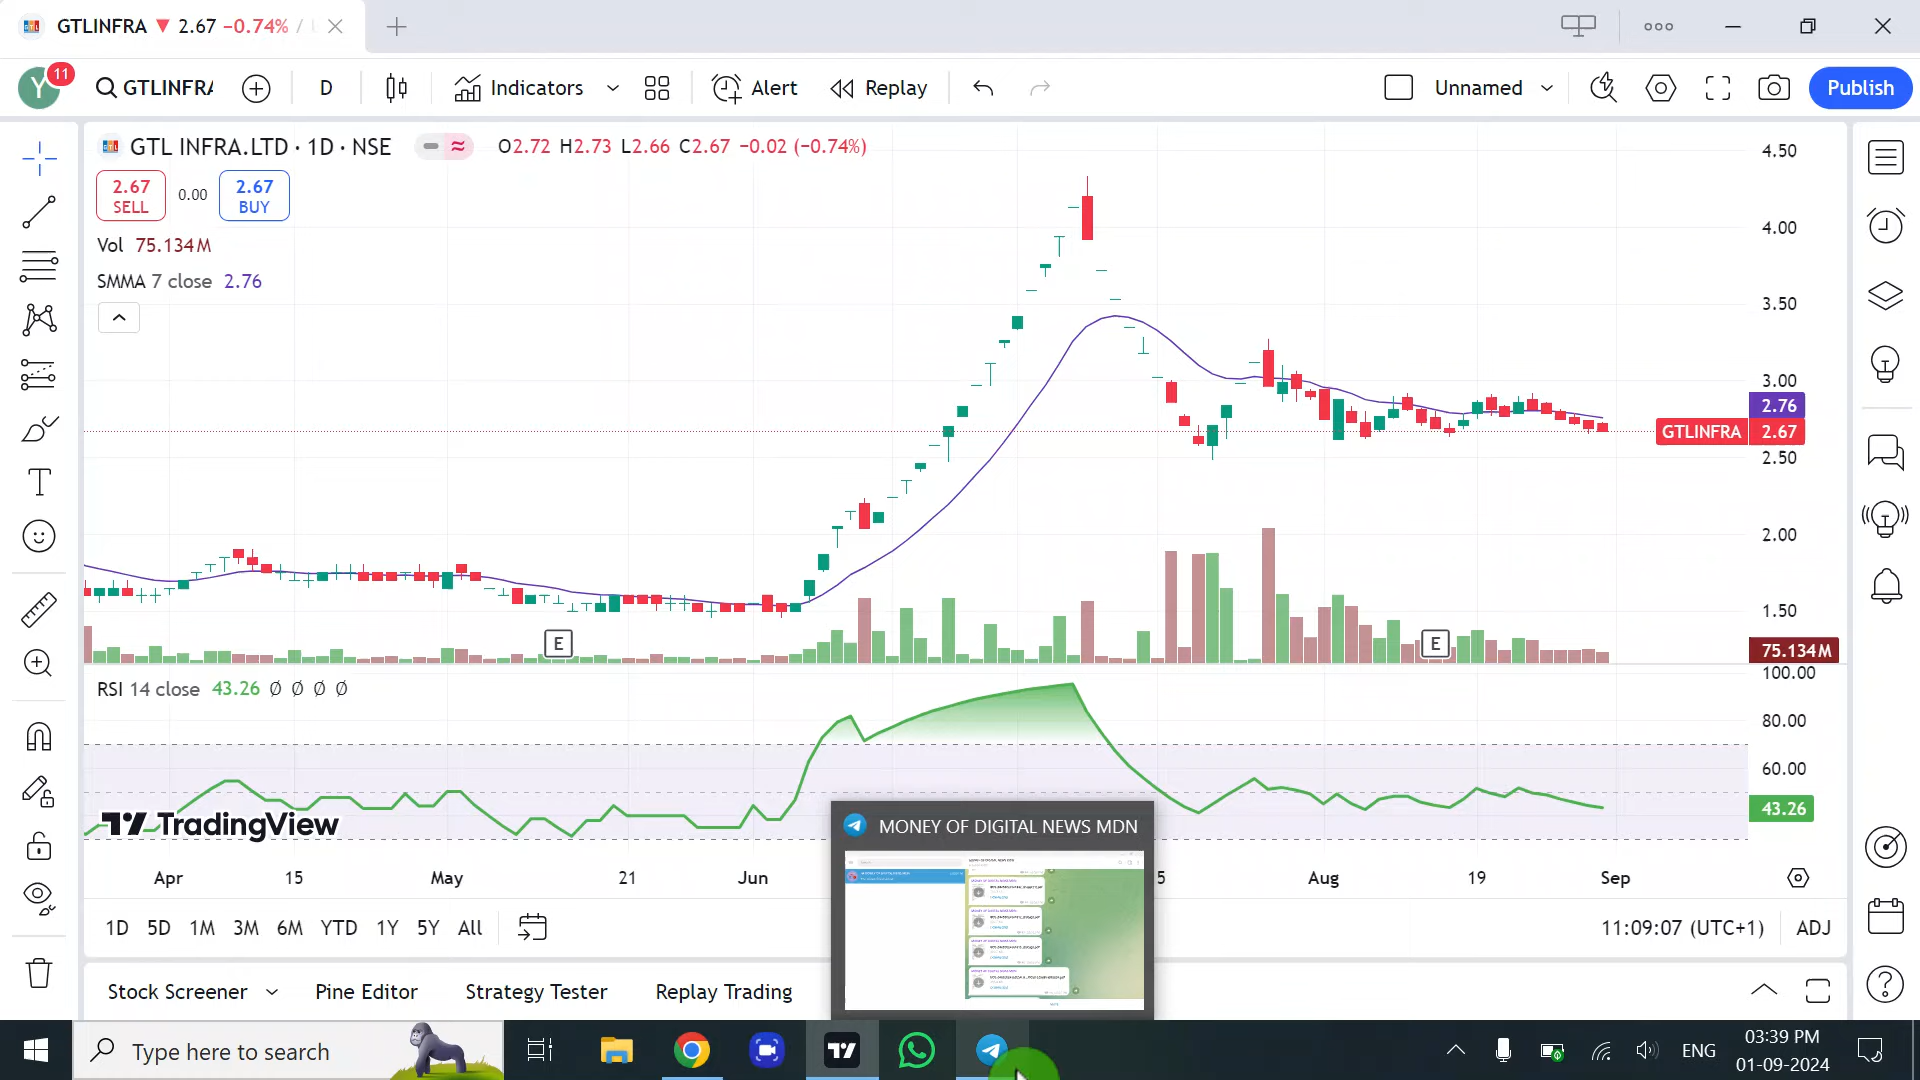 GTLINFRA ▼ 2.67 −0.74% /
Y 11 GTLINFRA D Indicators Alert Replay Unnamed Publish
GTL INFRA.LTD · 1D · NSE O2.72 H2.73 L2.66 C2.67 −0.02 (−0.74%)
2.67 0.00 2.67
SELL BUY
Vol 75.134M
SMMA 7 close 2.76
4.50
4.00
3.50
3.00
2.76
GTLINFRA 2.67
2.50
2.00
1.50
E E
75.134M
RSI 14 close 43.26 Ø Ø Ø Ø
100.00
80.00
60.00
43.26
TradingView
MONEY OF DIGITAL NEWS MDN
Apr 15 May 21 Jun 5 Aug 19 Sep
1D 5D 1M 3M 6M YTD 1Y 5Y All 11:09:07 (UTC+1) ADJ
Stock Screener Pine Editor Strategy Tester Replay Trading
Type here to search
ENG
03:39 PM
01-09-2024